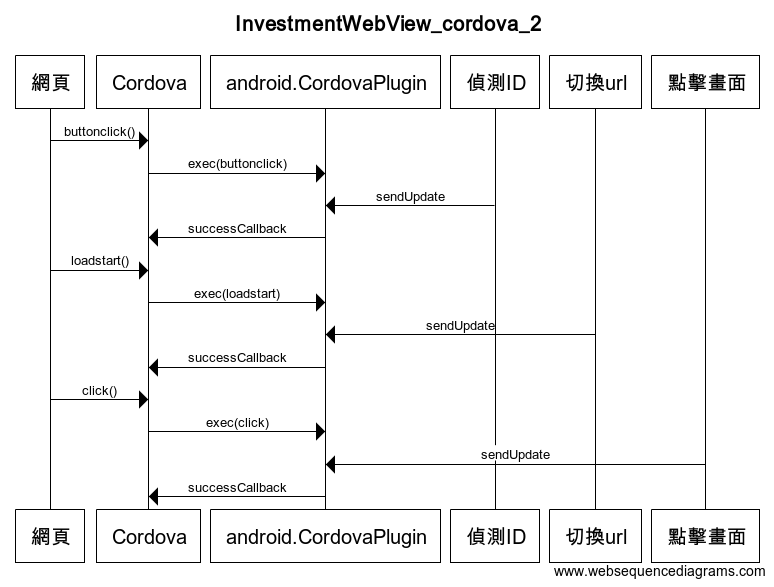 InvestmentWebView_cordova_2
網頁 Cordova android.CordovaPlugin 偵測ID 切換url 點擊畫面
buttonclick()
exec(buttonclick)
sendUpdate
successCallback
loadstart()
exec(loadstart)
sendUpdate
successCallback
click()
exec(click)
sendUpdate
successCallback
網頁 Cordova android.CordovaPlugin 偵測ID 切換url 點擊畫面
www.websequencediagrams.com